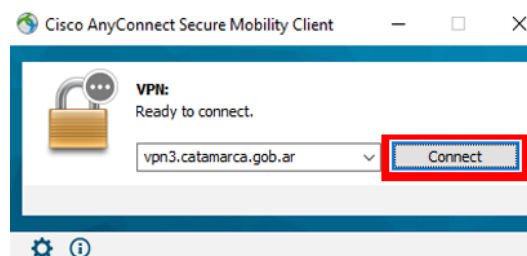 Cisco AnyConnect Secure Mobility Client
VPN:
Ready to connect.
vpn3.catamarca.gob.ar
Connect